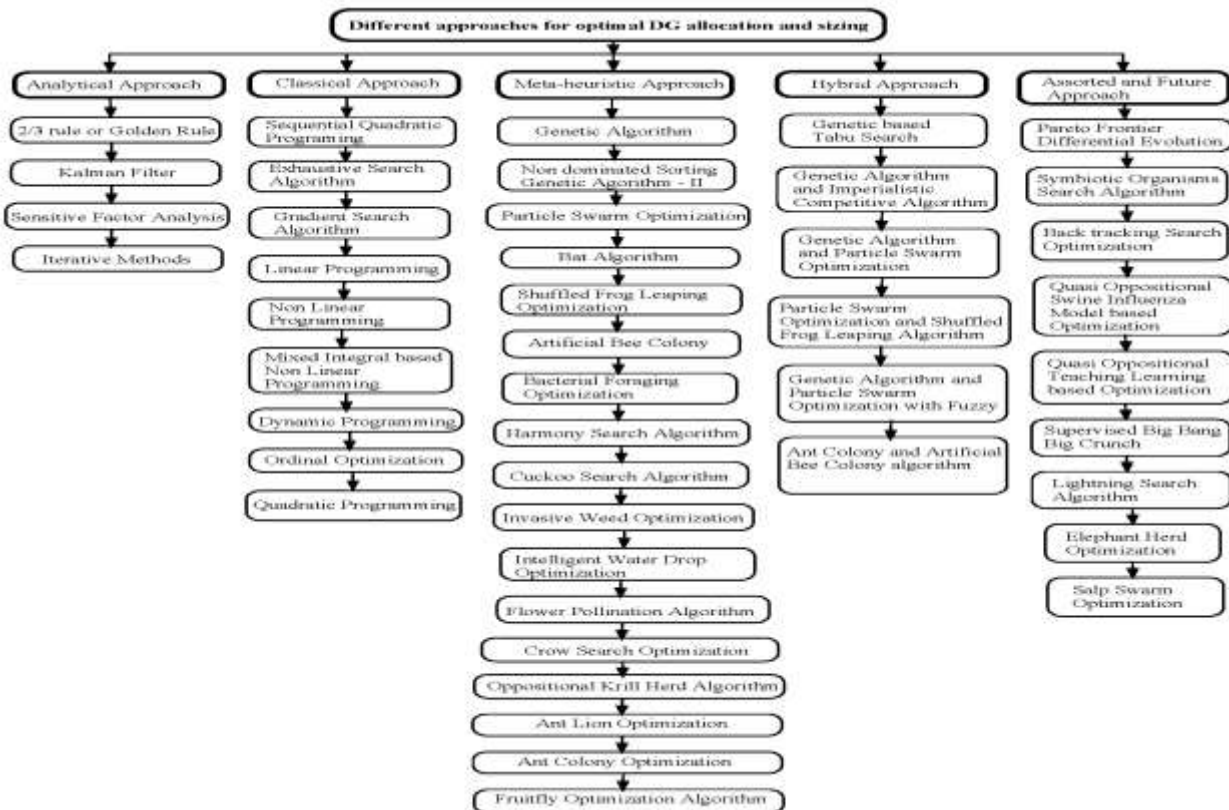 Different approaches for optimal DG allocation and sizing
Analytical Approach
2/3 rule or Golden Rule
Kalman Filter
Sensitive Factor Analysis
Iterative Methods
Classical Approach
Sequential Quadratic
Programing
Exhaustive Search
Algorithm
Gradient Search
Algorithm
Linear Programming
Non Linear
Programming
Mixed Integral based
Non Linear
Programming
Dynamic Programming
Ordinal Optimization
Quadratic Programming
Meta-heuristic Approach
Genetic Algorithm
Non dominated Sorting
Genetic Agorithm - II
Particle Swarm Optimization
Bat Algorithm
Shuffled Frog Leaping
Optimization
Artificial Bee Colony
Bacterial Foraging
Optimization
Harmony Search Algorithm
Cuckoo Search Algorithm
Invasive Weed Optimization
Intelligent Water Drop
Optimization
Flower Pollination Algorithm
Crow Search Optimization
Oppositional Krill Herd Algorithm
Ant Lion Optimization
Ant Colony Optimization
Fruitfly Optimization Algorithm
Hybrid Approach
Genetic based
Tabu Search
Genetic Algorithm
and Imperialistic
Competitive Algorithm
Genetic Algorithm
and Particle Swarm
Optimization
Particle Swarm
Optimization and Shuffled
Frog Leaping Algorithm
Genetic Algorithm and
Particle Swarm
Optimization with Fuzzy
Ant Colony and Artificial
Bee Colony algorithm
Assorted and Future
Approach
Pareto Frontier
Differential Evolution
Symbiotic Organisms
Search Algorithm
Back tracking Search
Optimization
Quasi Oppositional
Swine Influenza
Model based
Optimization
Quasi Oppositional
Teaching Learning
based Optimization
Supervised Big Bang
Big Crunch
Lightning Search
Algorithm
Elephant Herd
Optimization
Salp Swarm
Optimization